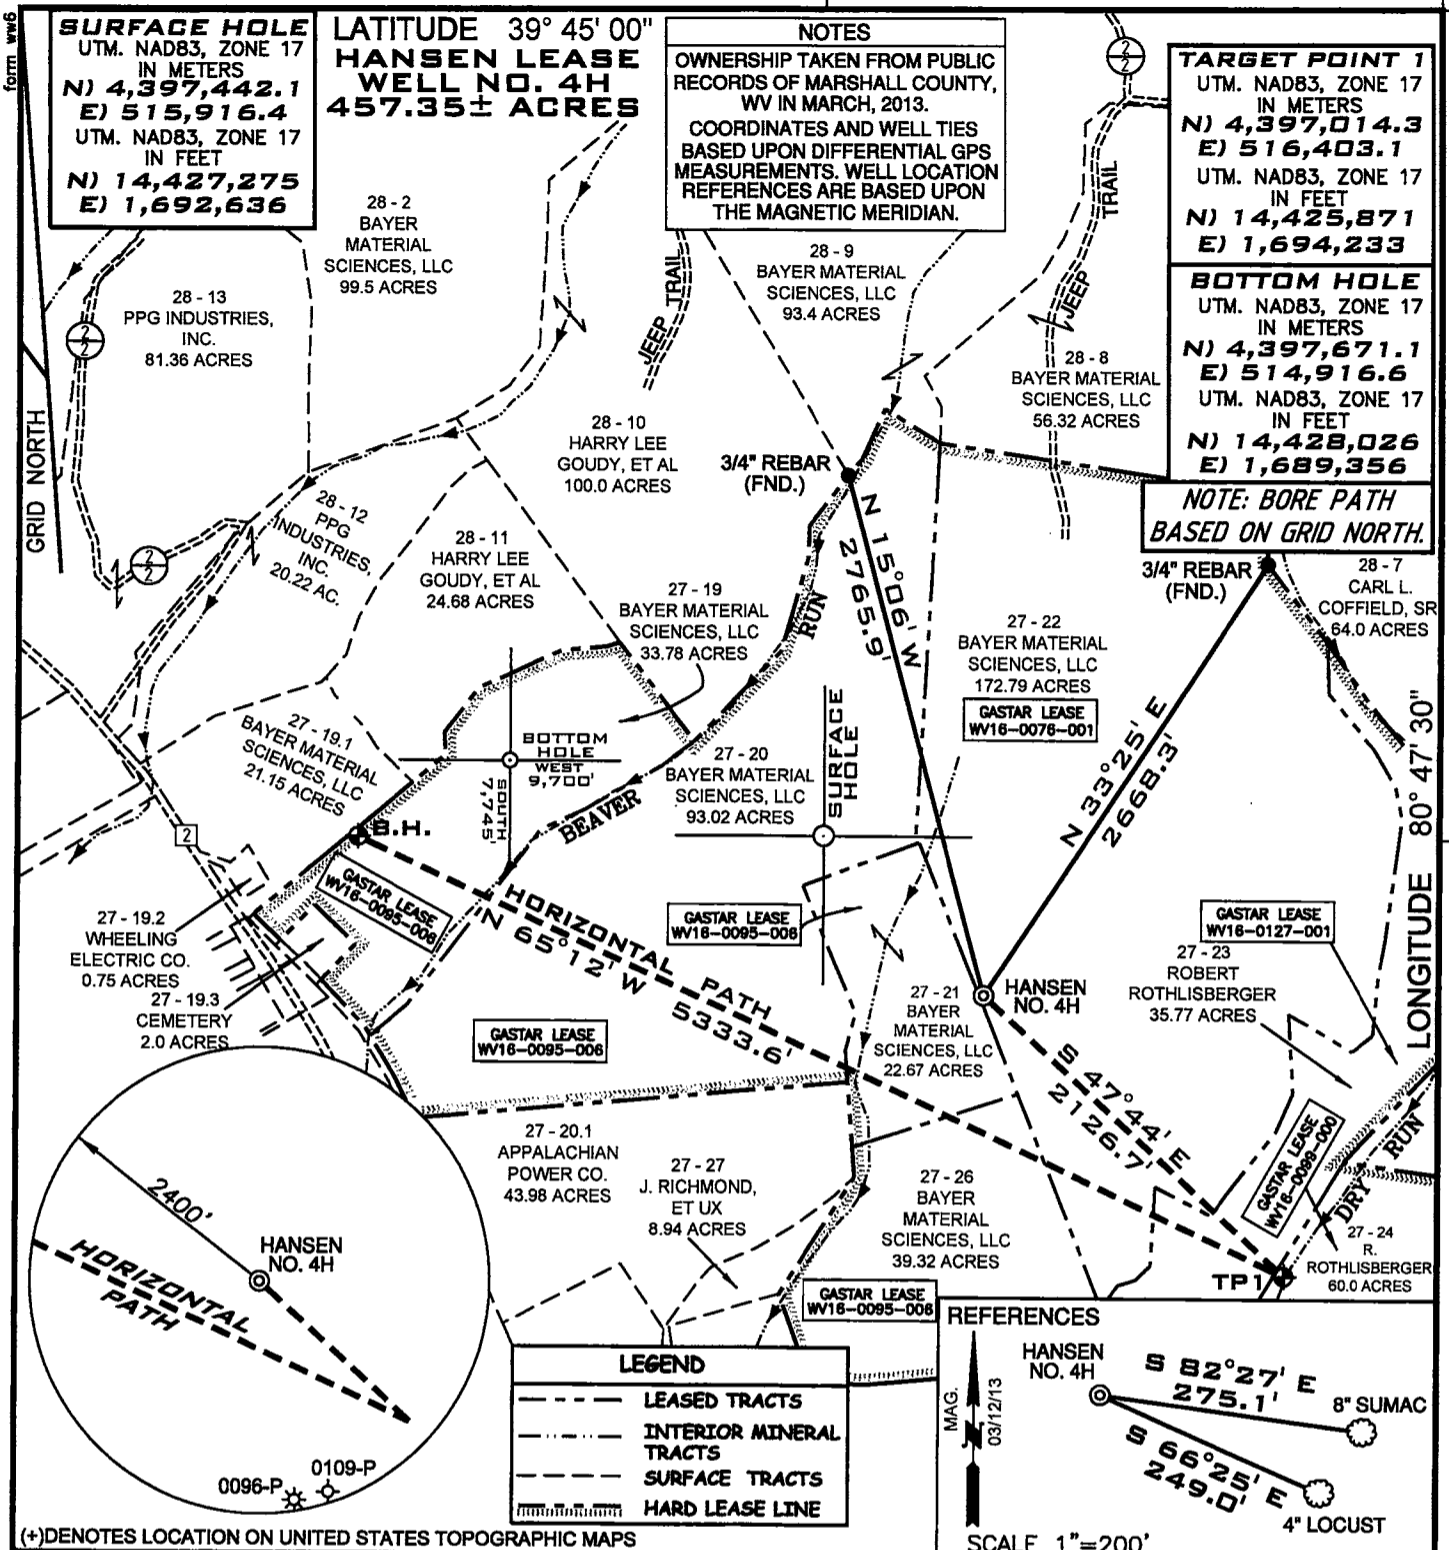 form ww6
SURFACE HOLE
UTM. NAD83, ZONE 17
IN METERS
N) 4,397,442.1
E) 515,916.4
UTM. NAD83, ZONE 17
IN FEET
N) 14,427,275
E) 1,692,636
LATITUDE 39° 45' 00"
HANSEN LEASE
WELL NO. 4H
457.35± ACRES
NOTES
OWNERSHIP TAKEN FROM PUBLIC
RECORDS OF MARSHALL COUNTY,
WV IN MARCH, 2013.
COORDINATES AND WELL TIES
BASED UPON DIFFERENTIAL GPS
MEASUREMENTS. WELL LOCATION
REFERENCES ARE BASED UPON
THE MAGNETIC MERIDIAN.
2
2
TARGET POINT 1
UTM. NAD83, ZONE 17
IN METERS
N) 4,397,014.3
E) 516,403.1
UTM. NAD83, ZONE 17
IN FEET
N) 14,425,871
E) 1,694,233
BOTTOM HOLE
UTM. NAD83, ZONE 17
IN METERS
N) 4,397,671.1
E) 514,916.6
UTM. NAD83, ZONE 17
IN FEET
N) 14,428,026
E) 1,689,356
NOTE: BORE PATH
BASED ON GRID NORTH.
28 - 2
BAYER
MATERIAL
SCIENCES, LLC
99.5 ACRES
28 - 13
PPG INDUSTRIES,
INC.
81.36 ACRES
2
2
JEEP TRAIL
28 - 9
BAYER MATERIAL
SCIENCES, LLC
93.4 ACRES
JEEP TRAIL
28 - 8
BAYER MATERIAL
SCIENCES, LLC
56.32 ACRES
GRID NORTH
28 - 10
HARRY LEE
GOUDY, ET AL
100.0 ACRES
3/4" REBAR
(FND.)
28 - 12
PPG
INDUSTRIES,
INC.
20.22 AC.
2
2
28 - 11
HARRY LEE
GOUDY, ET AL
24.68 ACRES
27 - 19
BAYER MATERIAL
SCIENCES, LLC
33.78 ACRES
BEAVER RUN
N 15°06' W
2765.9'
27 - 22
BAYER MATERIAL
SCIENCES, LLC
172.79 ACRES
GASTAR LEASE
WV16-0076-001
3/4" REBAR
(FND.)
28 - 7
CARL L.
COFFIELD, SR
64.0 ACRES
N 33°25' E
2668.3'
LONGITUDE 80° 47' 30"
27 - 19.1
BAYER MATERIAL
SCIENCES, LLC
21.15 ACRES
BOTTOM
HOLE
WEST
9,700'
SOUTH
7,745'
27 - 20
BAYER MATERIAL
SCIENCES, LLC
93.02 ACRES
SURFACE
HOLE
2
B.H.
GASTAR LEASE
WV16-0095-006
HORIZONTAL PATH
N 65°12' W 5333.6'
GASTAR LEASE
WV16-0095-006
27 - 19.2
WHEELING
ELECTRIC CO.
0.75 ACRES
27 - 19.3
CEMETERY
2.0 ACRES
GASTAR LEASE
WV16-0095-006
27 - 21
BAYER
MATERIAL
SCIENCES, LLC
22.67 ACRES
HANSEN
NO. 4H
GASTAR LEASE
WV16-0127-001
27 - 23
ROBERT
ROTHLISBERGER
35.77 ACRES
S 47°44' E
2126.7'
GASTAR LEASE
WV16-0099-000
DRY RUN
27 - 24
R.
ROTHLISBERGER
60.0 ACRES
TP1
27 - 20.1
APPALACHIAN
POWER CO.
43.98 ACRES
27 - 27
J. RICHMOND,
ET UX
8.94 ACRES
27 - 26
BAYER
MATERIAL
SCIENCES, LLC
39.32 ACRES
GASTAR LEASE
WV16-0095-006
2400'
HANSEN
NO. 4H
HORIZONTAL
PATH
0096-P
0109-P
LEGEND
LEASED TRACTS
INTERIOR MINERAL
TRACTS
SURFACE TRACTS
HARD LEASE LINE
REFERENCES
MAG.
03/12/13
HANSEN
NO. 4H
S 82°27' E
275.1'
8" SUMAC
S 66°25' E
249.0'
4" LOCUST
SCALE 1"=200'
(+)DENOTES LOCATION ON UNITED STATES TOPOGRAPHIC MAPS